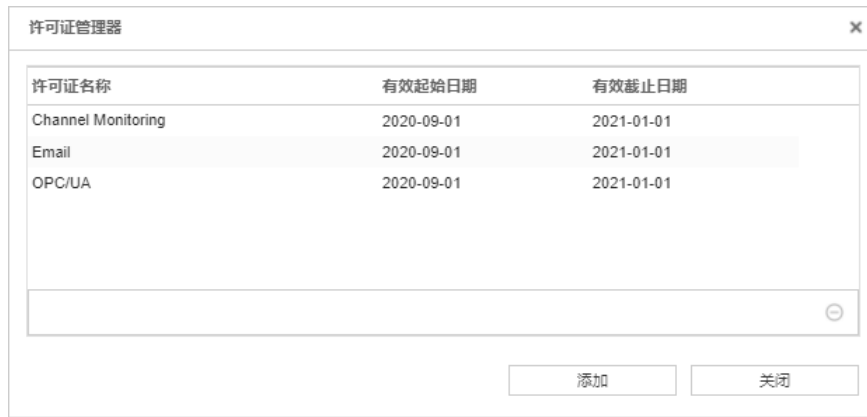 许可证管理器
许可证名称 有效起始日期 有效截止日期
Channel Monitoring 2020-09-01 2021-01-01
Email 2020-09-01 2021-01-01
OPC/UA 2020-09-01 2021-01-01
添加 关闭